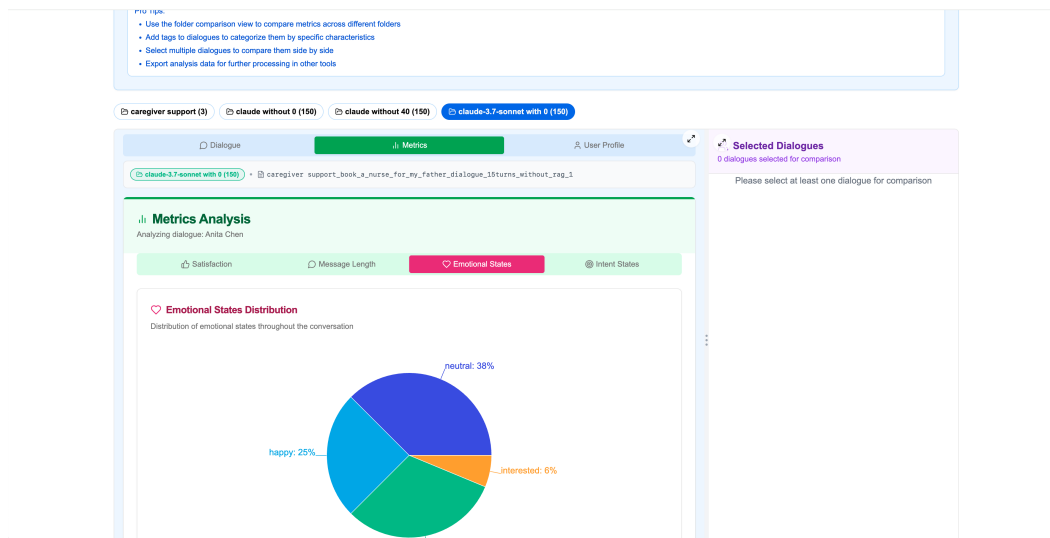 Pro Tips:
• Use the folder comparison view to compare metrics across different folders
• Add tags to dialogues to categorize them by specific characteristics
• Select multiple dialogues to compare them side by side
• Export analysis data for further processing in other tools
caregiver support (3)
claude without 0 (150)
claude without 40 (150)
claude-3.7-sonnet with 0 (150)
Dialogue
Metrics
User Profile
claude-3.7-sonnet with 0 (150) • caregiver support_book_a_nurse_for_my_father_dialogue_15turns_without_rag_1
Metrics Analysis
Analyzing dialogue: Anita Chen
Satisfaction
Message Length
Emotional States
Intent States
Emotional States Distribution
Distribution of emotional states throughout the conversation
neutral: 38%
happy: 25%
interested: 6%
Selected Dialogues
0 dialogues selected for comparison
Please select at least one dialogue for comparison